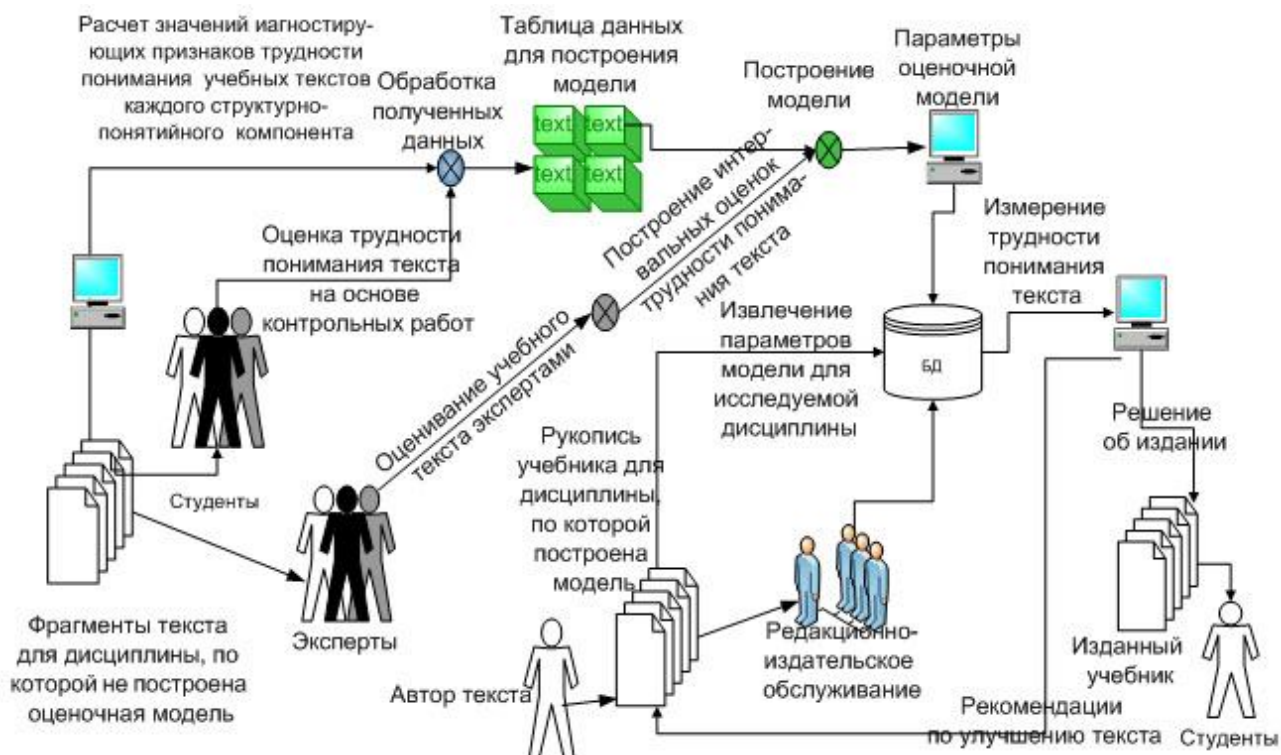 Расчет значений иагностиру-
ющих признаков трудности
понимания учебных текстов
каждого структурно-
понятийного компонента
Обработка
полученных
данных
Таблица данных
для построения
модели
text
text
text
text
Построение
модели
Параметры
оценочной
модели
Оценка трудности
понимания текста
на основе
контрольных работ
Построение интер-
вальных оценок
трудности понима-
ния текста
Измерение
трудности
понимания
текста
Оценивание учебного
текста экспертами
Извлечение
параметров
модели для
исследуемой
дисциплины
БД
Решение
об издании
Рукопись
учебника для
дисциплины,
по которой
построена
модель
Студенты
Эксперты
Фрагменты текста
для дисциплины, по
которой не построена
оценочная модель
Автор текста
Редакционно-
издательское
обслуживание
Изданный
учебник
Рекомендации
по улучшению текста
Студенты